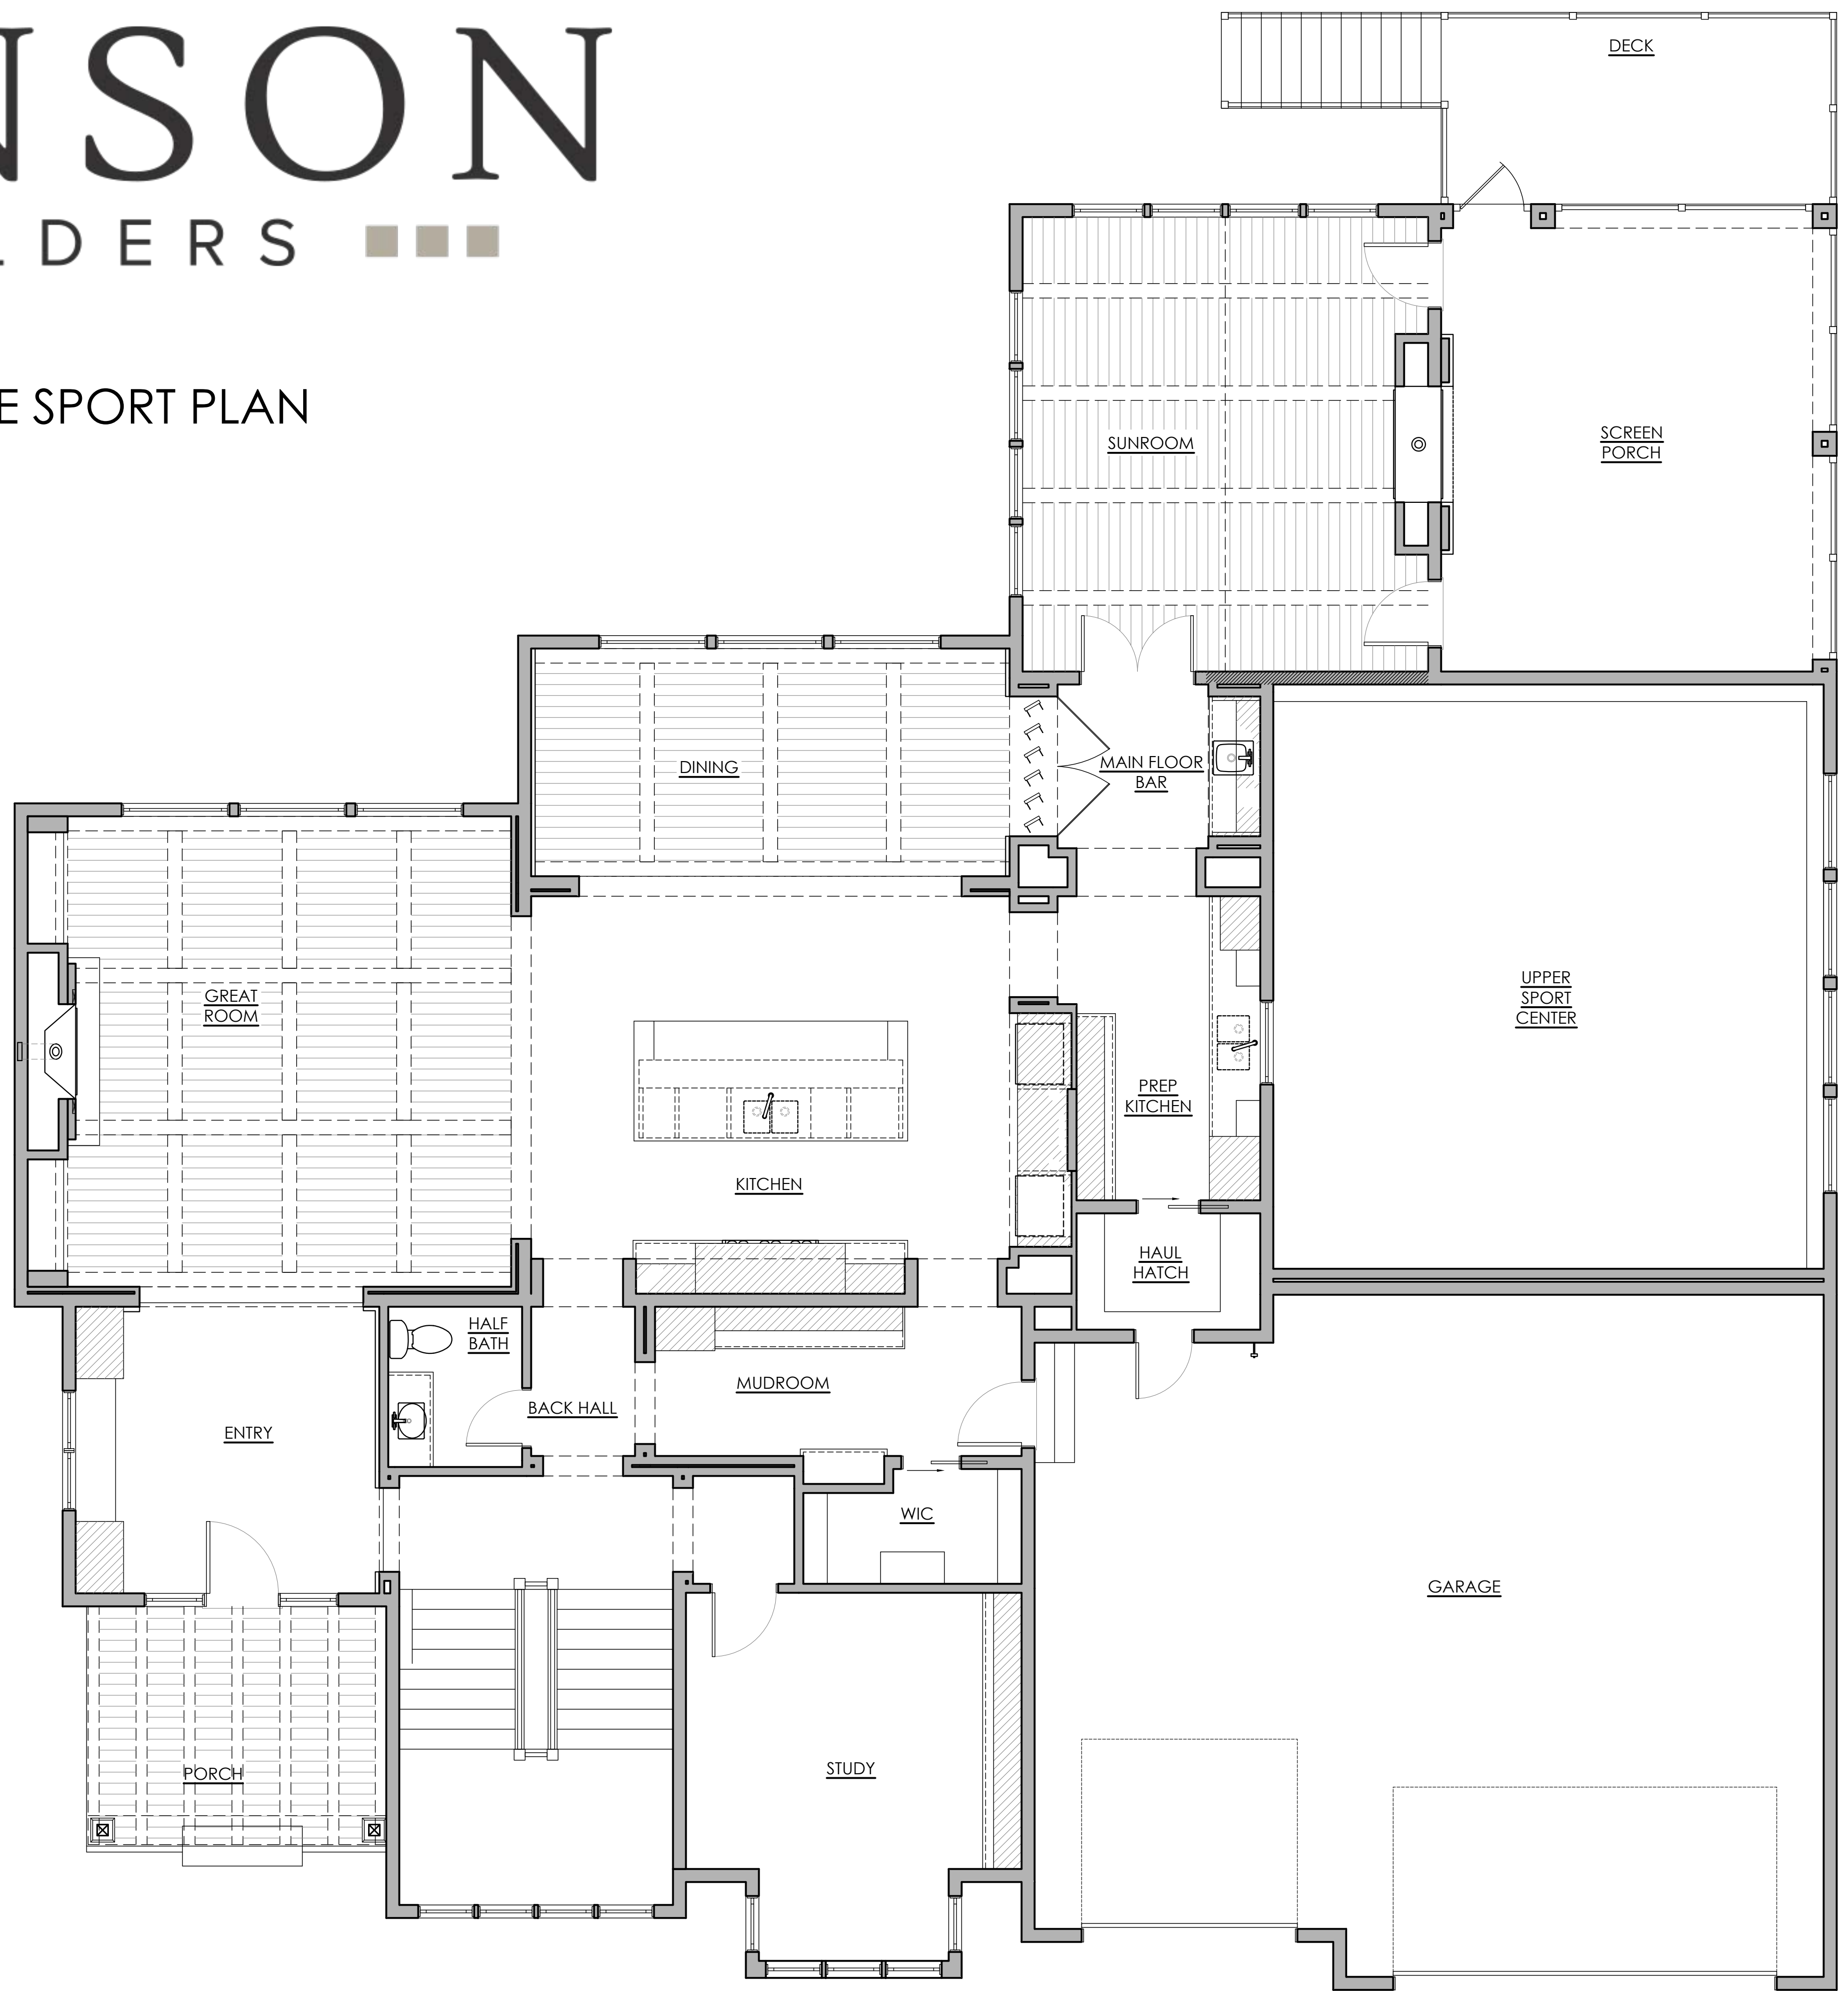 NSON
LDERS
E SPORT PLAN
DECK
SUNROOM
SCREEN
PORCH
DINING
MAIN FLOOR
BAR
GREAT
ROOM
UPPER
SPORT
CENTER
PREP
KITCHEN
KITCHEN
HAUL
HATCH
HALF
BATH
MUDROOM
BACK HALL
ENTRY
WIC
GARAGE
STUDY
PORCH